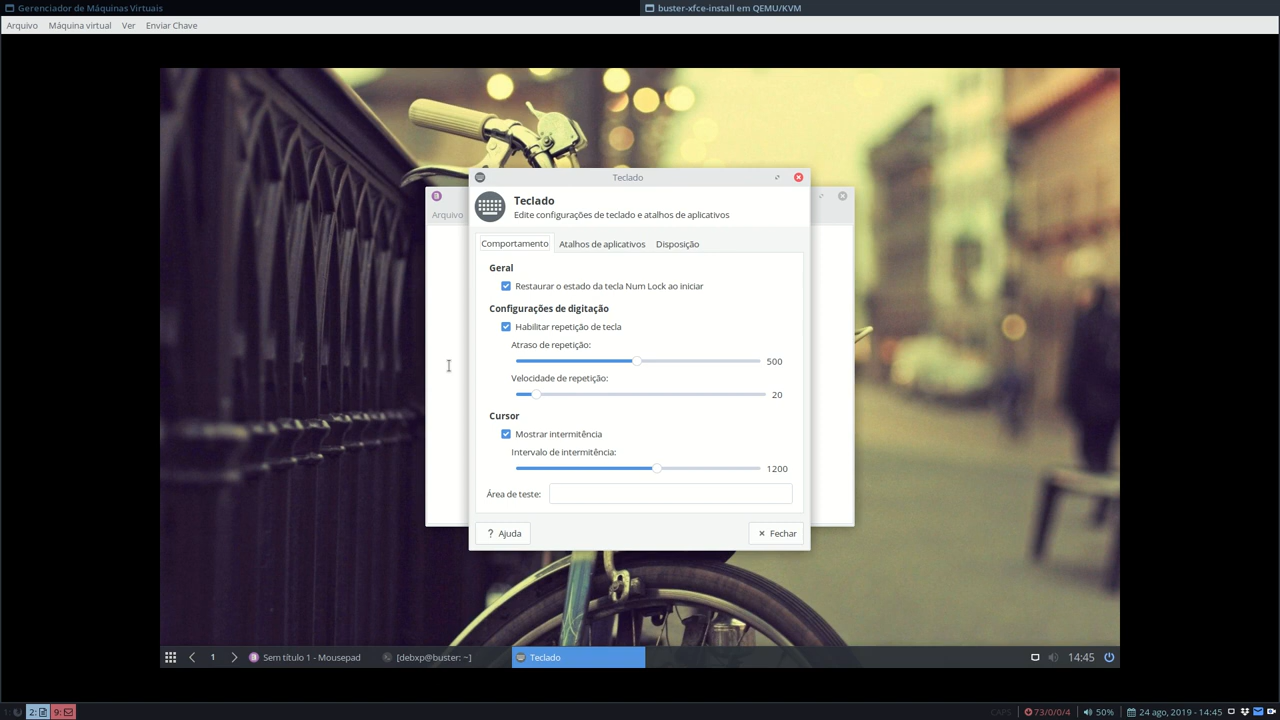 Gerenciador de Máquinas Virtuais
buster-xfce-install em QEMU/KVM
Arquivo Máquina virtual Ver Enviar Chave
Teclado
Arquivo
Teclado
Edite configurações de teclado e atalhos de aplicativos
Comportamento Atalhos de aplicativos Disposição
Geral
Restaurar o estado da tecla Num Lock ao iniciar
Configurações de digitação
Habilitar repetição de tecla
Atraso de repetição:
500
Velocidade de repetição:
20
Cursor
Mostrar intermitência
Intervalo de intermitência:
1200
Área de teste:
? Ajuda
Fechar
1 Sem título 1 - Mousepad [debxp@buster: ~] Teclado 14:45
1: 2: 9: CAPS 73/0/0/4 50% 24 ago, 2019 - 14:45